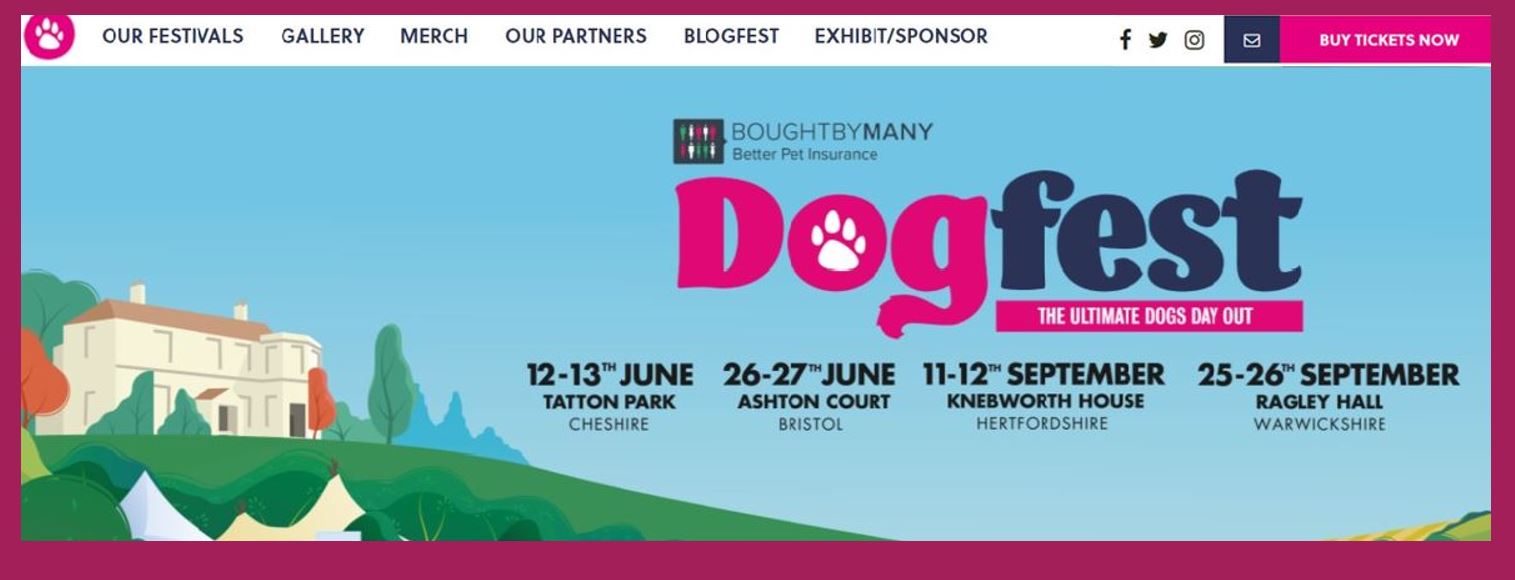 OUR FESTIVALS GALLERY MERCH OUR PARTNERS BLOGFEST EXHIBIT/SPONSOR BUY TICKETS NOW
BOUGHTBYMANY
Better Pet Insurance
Dogfest
THE ULTIMATE DOGS DAY OUT
12-13TH JUNE
TATTON PARK
CHESHIRE
26-27TH JUNE
ASHTON COURT
BRISTOL
11-12TH SEPTEMBER
KNEBWORTH HOUSE
HERTFORDSHIRE
25-26TH SEPTEMBER
RAGLEY HALL
WARWICKSHIRE